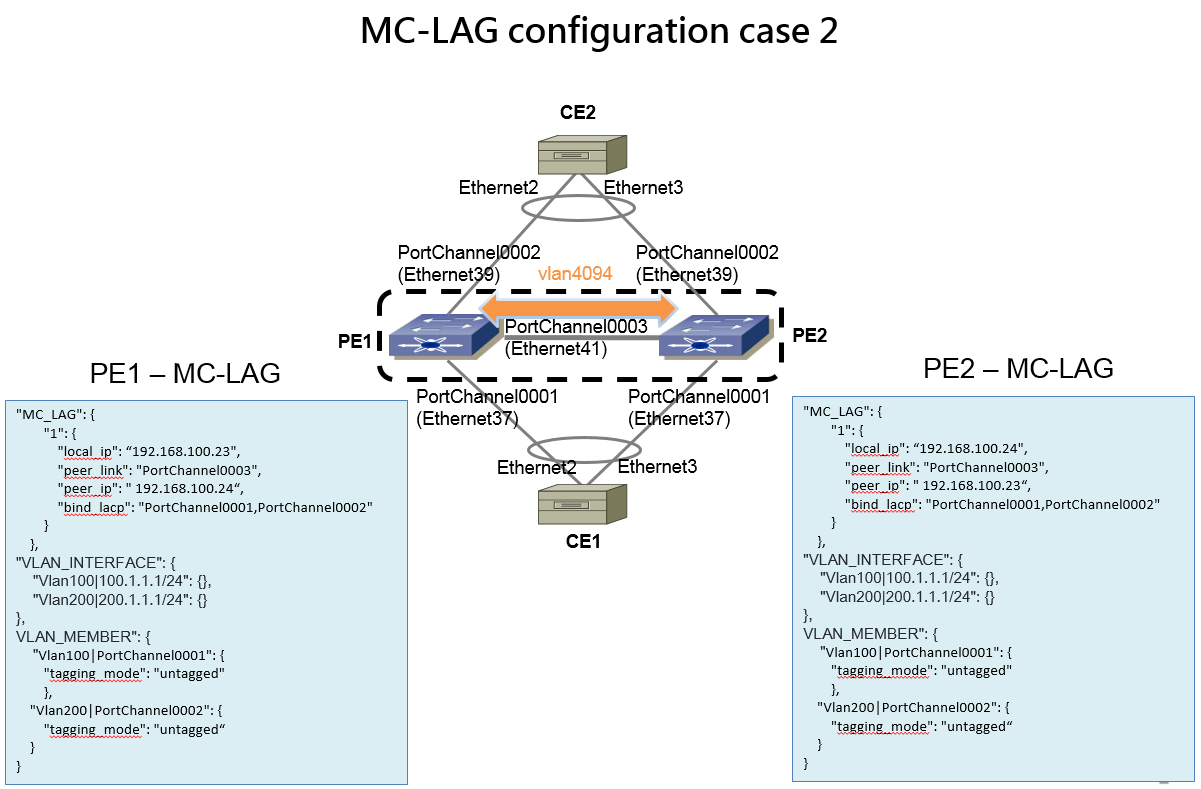 MC-LAG configuration case 2
CE2
Ethernet2
Ethernet3
PortChannel0002
(Ethernet39)
vlan4094
PortChannel0002
(Ethernet39)
PE1
PortChannel0003
(Ethernet41)
PE2
PortChannel0001
(Ethernet37)
PortChannel0001
(Ethernet37)
Ethernet2
Ethernet3
CE1
PE1 – MC-LAG
"MC_LAG": {
"1": {
"local_ip": “192.168.100.23",
"peer_link": "PortChannel0003",
"peer_ip": " 192.168.100.24“,
"bind_lacp": "PortChannel0001,PortChannel0002"
}
},
"VLAN_INTERFACE": {
"Vlan100|100.1.1.1/24": {},
"Vlan200|200.1.1.1/24": {}
},
VLAN_MEMBER": {
"Vlan100|PortChannel0001": {
"tagging_mode": "untagged"
},
"Vlan200|PortChannel0002": {
"tagging_mode": "untagged“
}
}
PE2 – MC-LAG
"MC_LAG": {
"1": {
"local_ip": “192.168.100.24",
"peer_link": "PortChannel0003",
"peer_ip": " 192.168.100.23“,
"bind_lacp": "PortChannel0001,PortChannel0002"
}
},
"VLAN_INTERFACE": {
"Vlan100|100.1.1.1/24": {},
"Vlan200|200.1.1.1/24": {}
},
VLAN_MEMBER": {
"Vlan100|PortChannel0001": {
"tagging_mode": "untagged"
},
"Vlan200|PortChannel0002": {
"tagging_mode": "untagged“
}
}